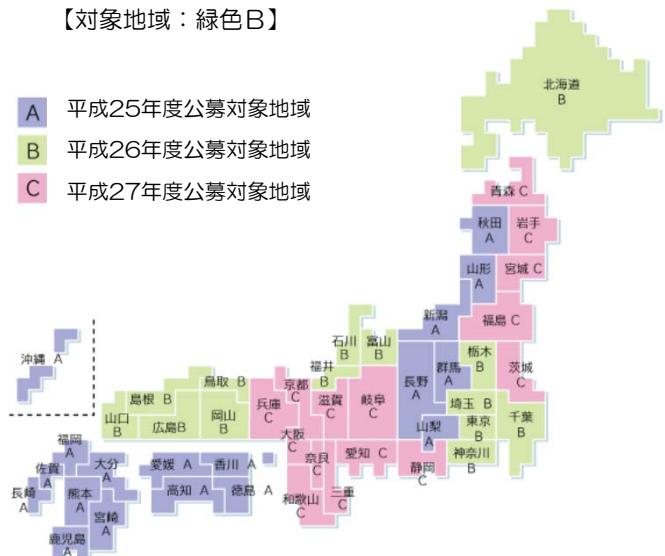 【対象地域:緑色B】
A 平成25年度公募対象地域
B 平成26年度公募対象地域
C 平成27年度公募対象地域
北海道
B
青森 C
秋田
A
岩手
C
山形
A
宮城 C
新潟
A
福島 C
石川
B
富山
B
福井
B
栃木
B
群馬
A
茨城
C
長野
A
埼玉 B
千葉
B
東京
B
山梨
A
神奈川
B
沖縄 A
鳥取 B
島根 B
山口
B
広島B
岡山
B
兵庫
C
京都
C
滋賀
C
岐阜
C
大阪
C
奈良
C
愛知 C
静岡
C
和歌山
C
三重
C
福岡
A
佐賀
A
大分
A
長崎
A
熊本
A
宮崎
A
鹿児島
A
愛媛 A
香川 A
高知 A
徳島 A